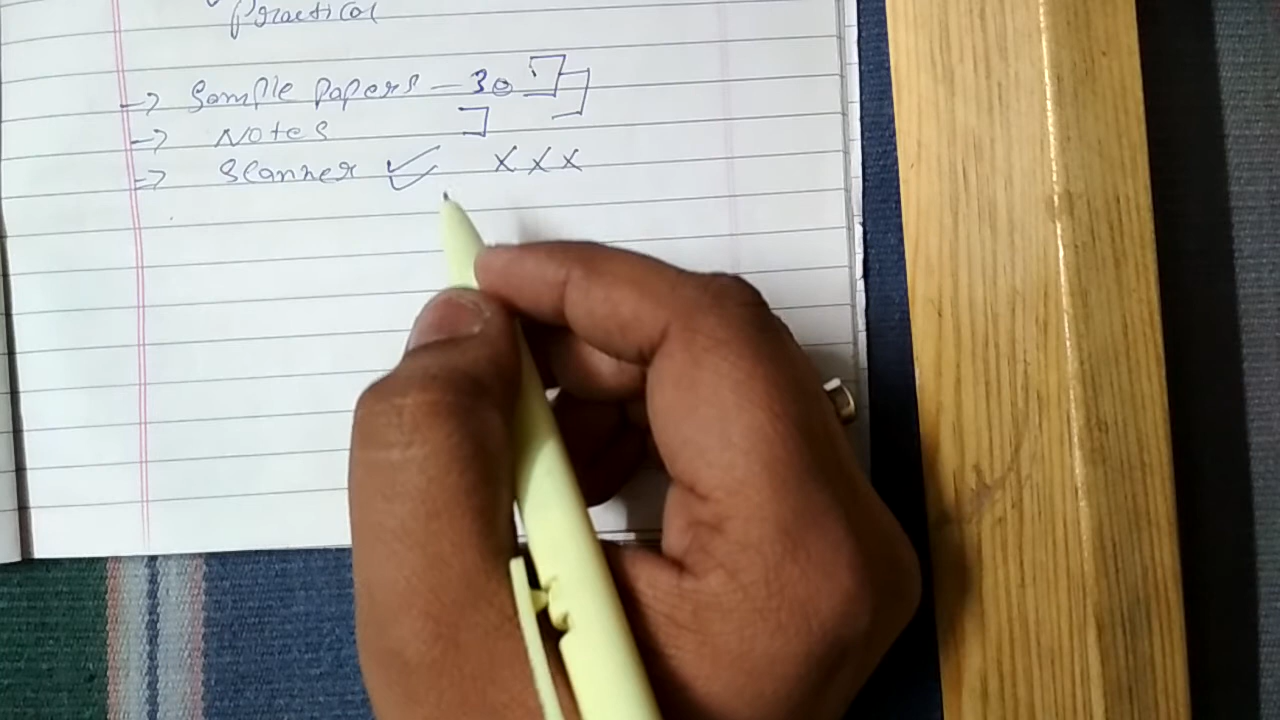 Practical
→ Sample Papers — 30
→ Notes
→ Scanner ✓ X X X